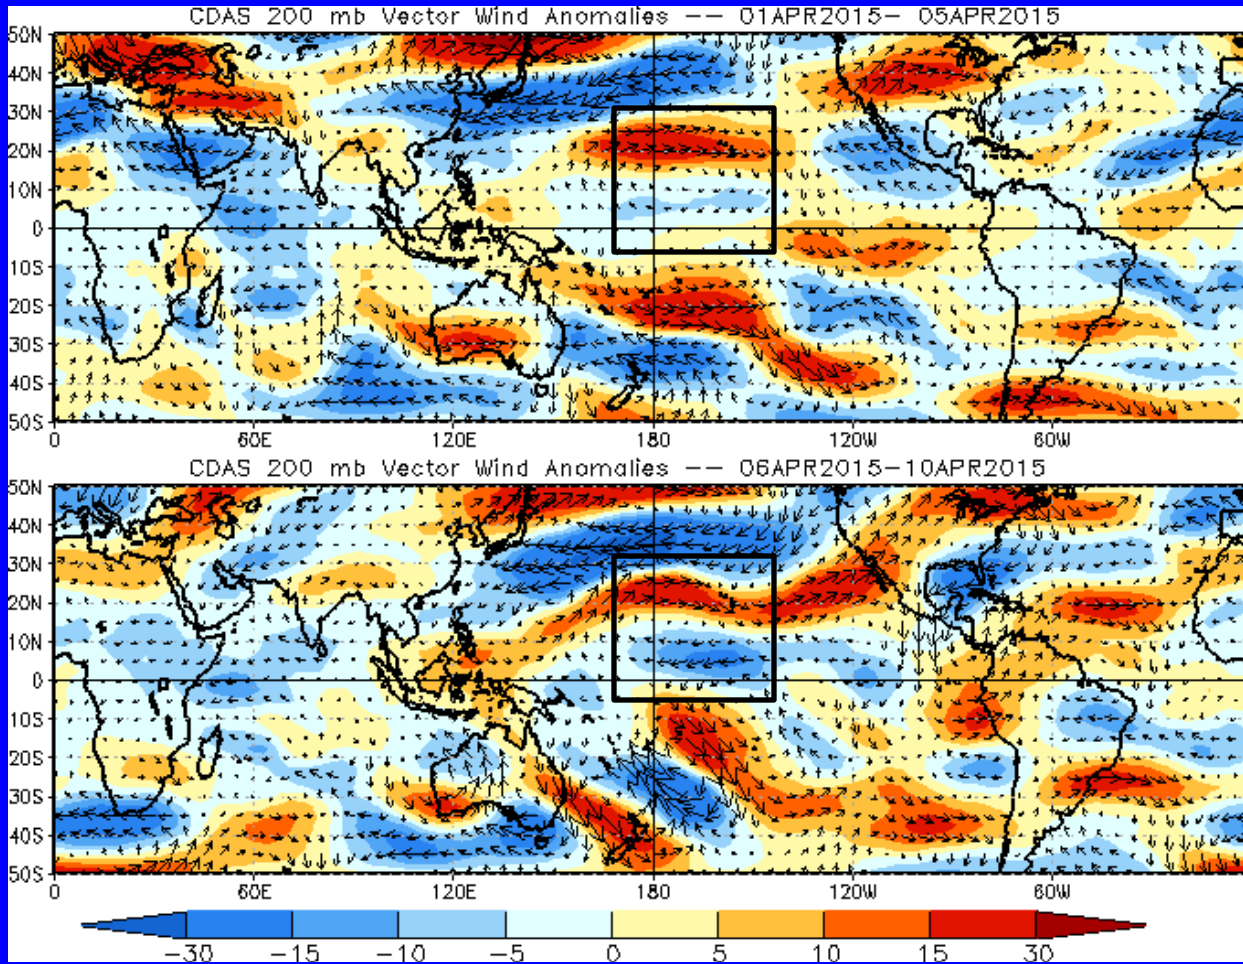 CDAS 200 mb Vector Wind Anomalies -- 01APR2015- 05APR2015
50N
40N
30N
20N
10N
0
10S
20S
30S
40S
50S
0 60E 120E 180 120W 60W
CDAS 200 mb Vector Wind Anomalies -- 06APR2015-10APR2015
50N
40N
30N
20N
10N
0
10S
20S
30S
40S
50S
0 60E 120E 180 120W 60W
-30 -15 -10 -5 0 5 10 15 30